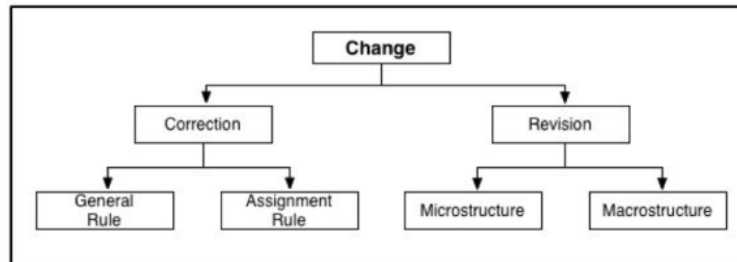 Change
Correction
Revision
General
Rule
Assignment
Rule
Microstructure
Macrostructure